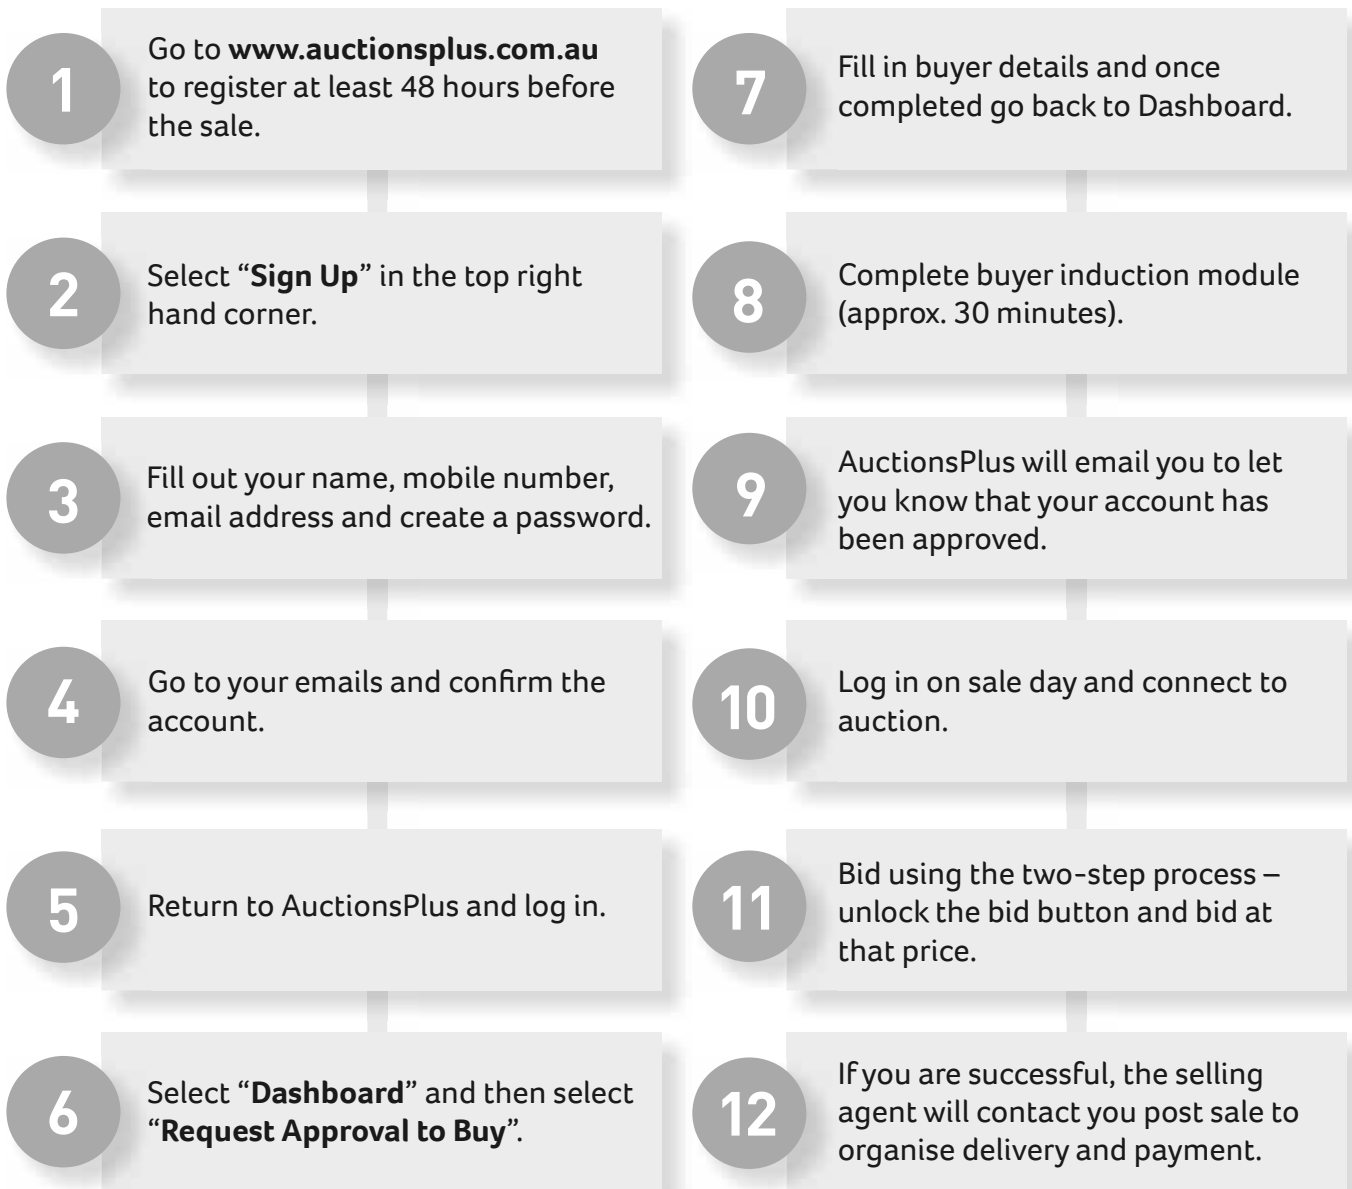 1
Go to www.auctionsplus.com.au
to register at least 48 hours before
the sale.
2
Select “Sign Up” in the top right
hand corner.
3
Fill out your name, mobile number,
email address and create a password.
4
Go to your emails and confirm the
account.
5
Return to AuctionsPlus and log in.
6
Select “Dashboard” and then select
“Request Approval to Buy”.
7
Fill in buyer details and once
completed go back to Dashboard.
8
Complete buyer induction module
(approx. 30 minutes).
9
AuctionsPlus will email you to let
you know that your account has
been approved.
10
Log in on sale day and connect to
auction.
11
Bid using the two-step process –
unlock the bid button and bid at
that price.
12
If you are successful, the selling
agent will contact you post sale to
organise delivery and payment.